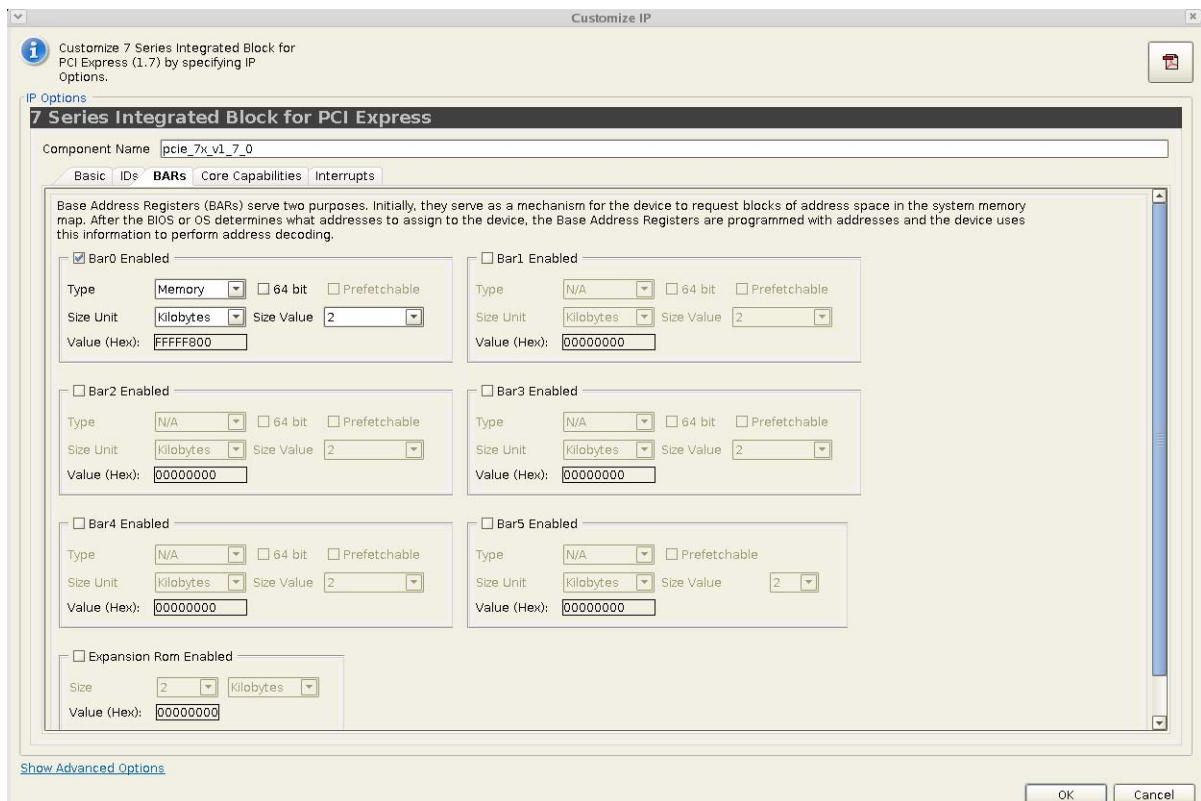 Customize IP
Customize 7 Series Integrated Block for
PCI Express (1.7) by specifying IP
Options.
IP Options
7 Series Integrated Block for PCI Express
Component Name pcie_7x_v1_7_0
Basic IDs BARs Core Capabilities Interrupts
Base Address Registers (BARs) serve two purposes. Initially, they serve as a mechanism for the device to request blocks of address space in the system memory
map. After the BIOS or OS determines what addresses to assign to the device, the Base Address Registers are programmed with addresses and the device uses
this information to perform address decoding.
Bar0 Enabled
Type Memory 64 bit Prefetchable
Size Unit Kilobytes Size Value 2
Value (Hex): FFFFF800
Bar1 Enabled
Type N/A 64 bit Prefetchable
Size Unit Kilobytes Size Value 2
Value (Hex): 00000000
Bar2 Enabled
Type N/A 64 bit Prefetchable
Size Unit Kilobytes Size Value 2
Value (Hex): 00000000
Bar3 Enabled
Type N/A 64 bit Prefetchable
Size Unit Kilobytes Size Value 2
Value (Hex): 00000000
Bar4 Enabled
Type N/A 64 bit Prefetchable
Size Unit Kilobytes Size Value 2
Value (Hex): 00000000
Bar5 Enabled
Type N/A Prefetchable
Size Unit Kilobytes Size Value 2
Value (Hex): 00000000
Expansion Rom Enabled
Size 2 Kilobytes
Value (Hex): 00000000
Show Advanced Options
OK Cancel